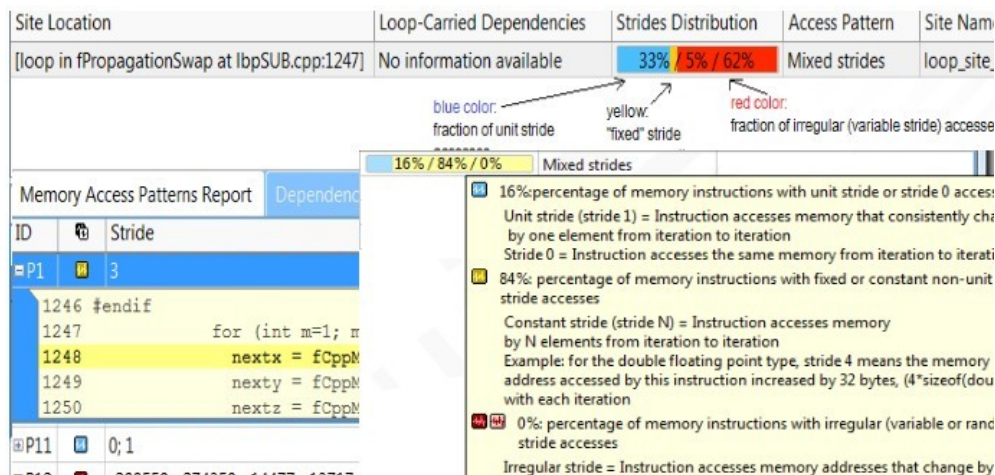 Site Location Loop-Carried Dependencies Strides Distribution Access Pattern Site Name
[loop in fPropagationSwap at lbpSUB.cpp:1247] No information available 33% / 5% / 62% Mixed strides loop_site_
blue color:
fraction of unit stride
yellow:
"fixed" stride
red color:
fraction of irregular (variable stride) accesse
16% / 84% / 0% Mixed strides
Memory Access Patterns Report Dependenc
ID Stride
P1 3
1246 #endif
1247 for (int m=1; m
1248 nextx = fCppM
1249 nexty = fCppM
1250 nextz = fCppM
P11 0; 1
16%:percentage of memory instructions with unit stride or stride 0 access
Unit stride (stride 1) = Instruction accesses memory that consistently cha
by one element from iteration to iteration
Stride 0 = Instruction accesses the same memory from iteration to iterati
84%: percentage of memory instructions with fixed or constant non-unit
stride accesses
Constant stride (stride N) = Instruction accesses memory
by N elements from iteration to iteration
Example: for the double floating point type, stride 4 means the memory
address accessed by this instruction increased by 32 bytes, (4*sizeof(dou
with each iteration
0%: percentage of memory instructions with irregular (variable or rand
stride accesses
Irregular stride = Instruction accesses memory addresses that change by